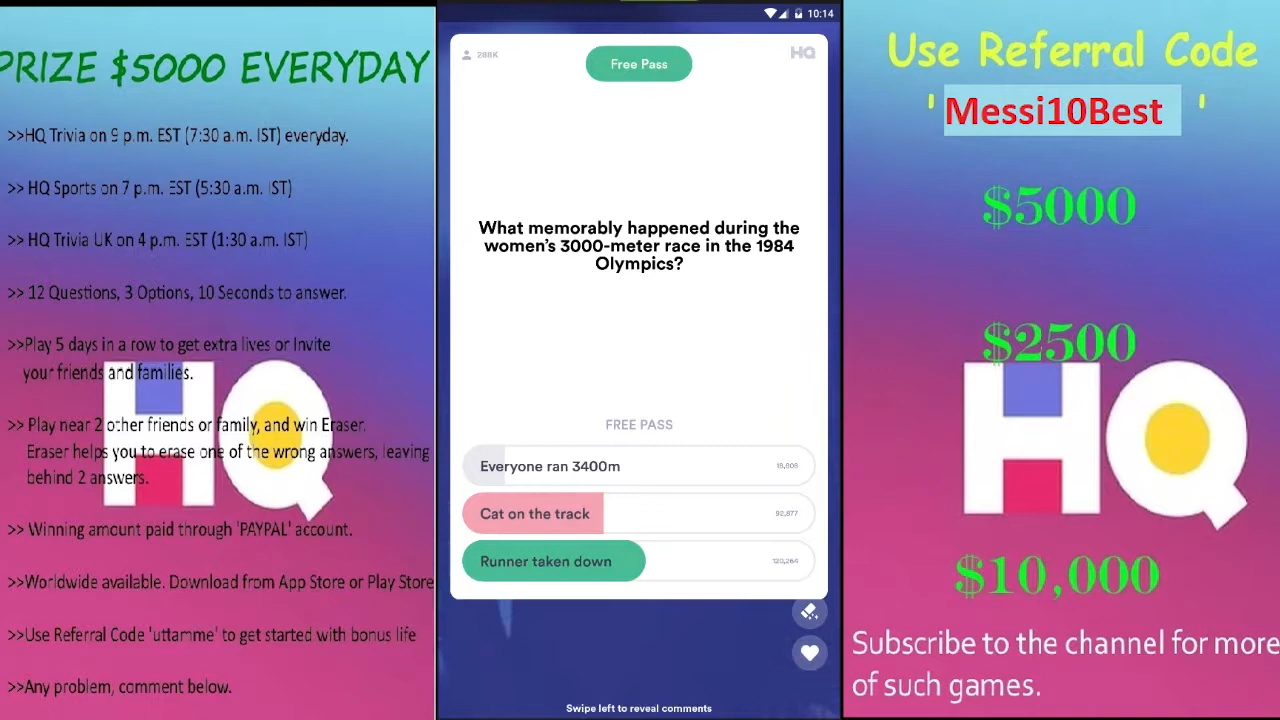 PRIZE $5000 EVERYDAY
>>HQ Trivia on 9 p.m. EST (7:30 a.m. IST) everyday.
>> HQ Sports on 7 p.m. EST (5:30 a.m. IST)
>> HQ Trivia UK on 4 p.m. EST (1:30 a.m. IST)
>> 12 Questions, 3 Options, 10 Seconds to answer.
>>Play 5 days in a row to get extra lives or Invite
your friends and families.
>> Play near 2 other friends or family, and win Eraser.
Eraser helps you to erase one of the wrong answers, leaving
behind 2 answers.
>> Winning amount paid through 'PAYPAL' account.
>>Worldwide available. Download from App Store or Play Store
>>Use Referral Code 'uttamme' to get started with bonus life
>>Any problem, comment below.
HQ
10:14
288K
Free Pass
HQ
What memorably happened during the
women's 3000-meter race in the 1984
Olympics?
FREE PASS
Everyone ran 3400m
Cat on the track 92,877
Runner taken down
Swipe left to reveal comments
Use Referral Code
' Messi10Best '
$5000
$2500
HQ
$10,000
Subscribe to the channel for more
of such games.